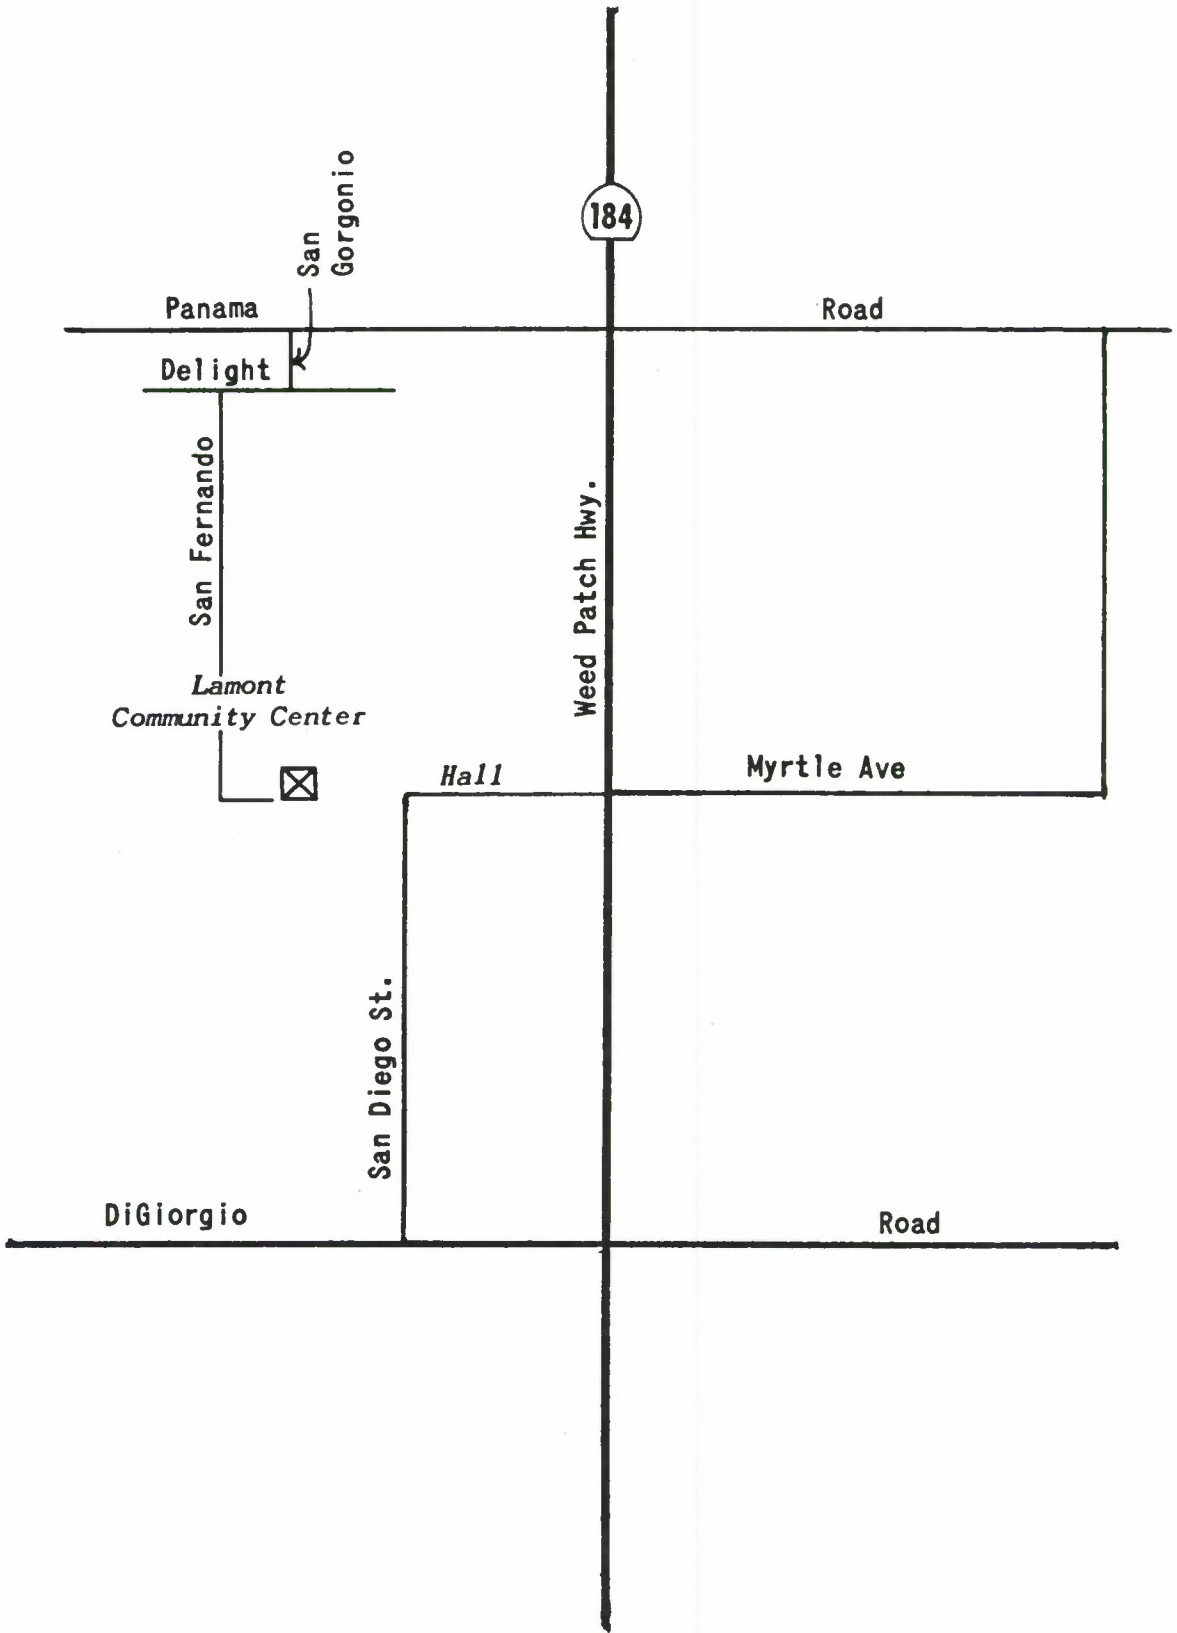 San
Gorgonio
184
Panama Road
Delight
San Fernando
Weed Patch Hwy.
Lamont
Community Center
Hall
Myrtle Ave
San Diego St.
DiGiorgio Road